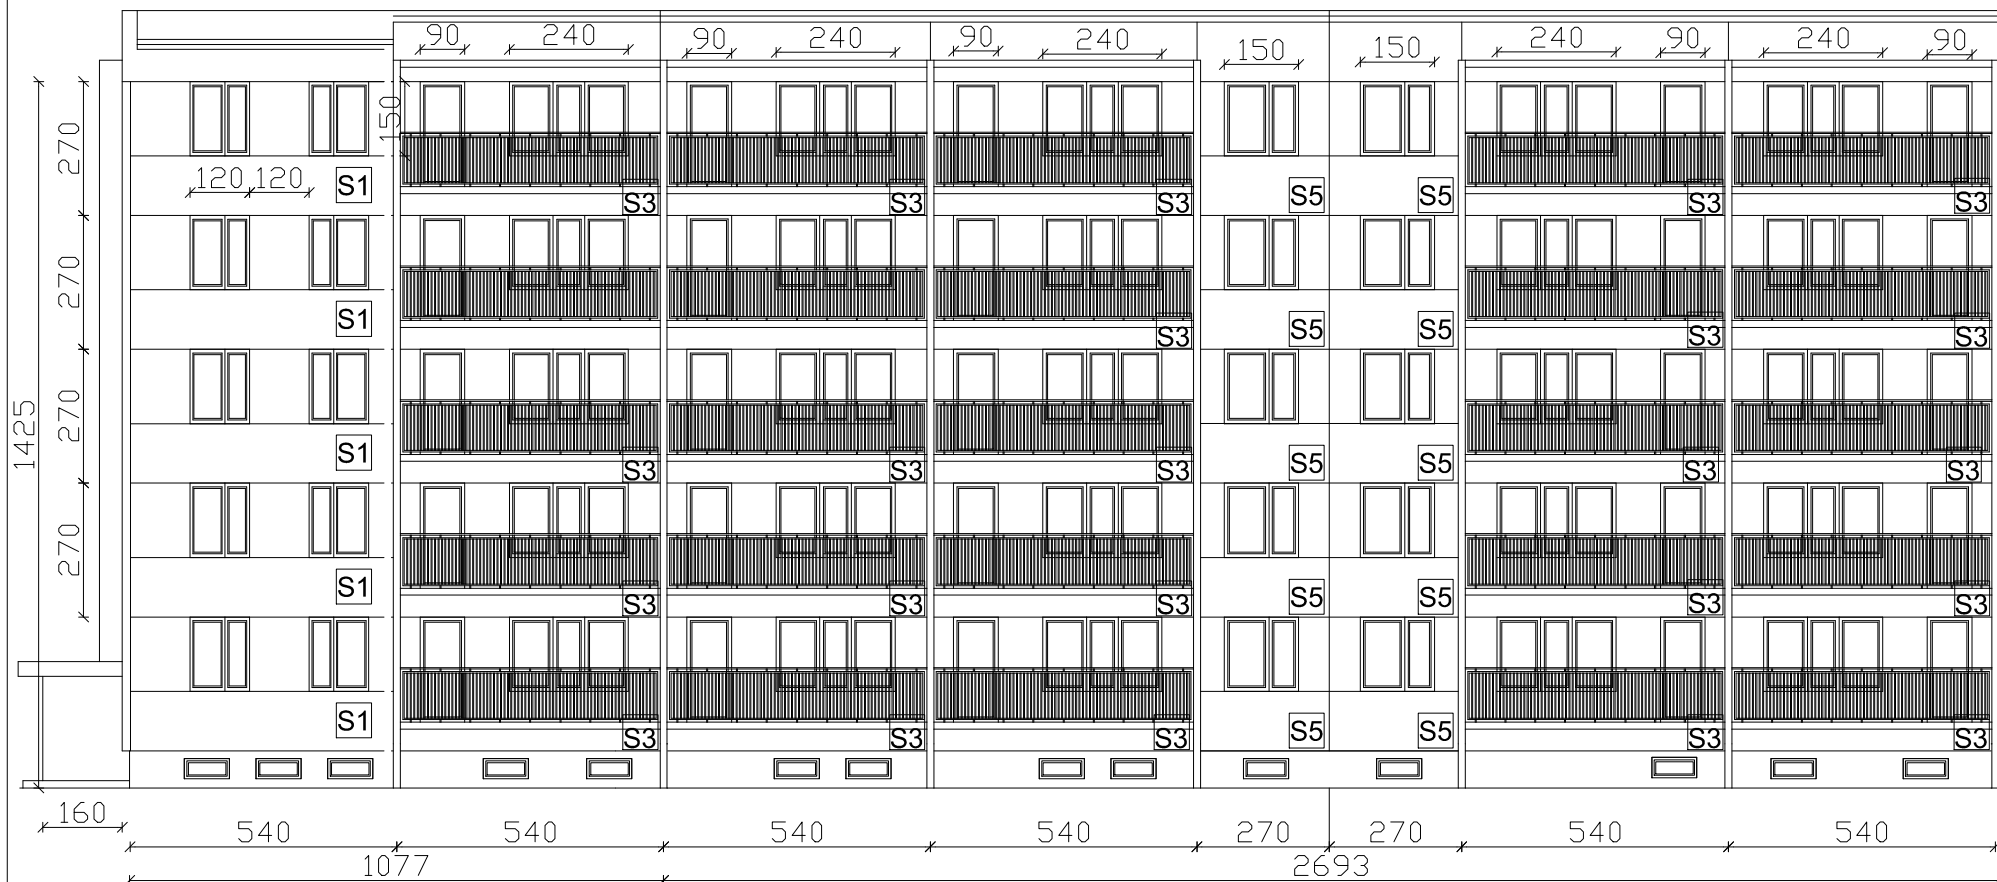 90 240 90 240 90 240 150 150 240 90 240 90
150
270
120 120 S1 S3 S3 S3 S5 S5 S3 S3
270
S1 S3 S5 S5 S3 S3
1425
270
S1 S3 S3 S3 S5 S5 S3 S3
270
S1 S3 S3 S3 S5 S5 S3 S3
S1 S3 S3 S3 S5 S5 S3 S3
160
540 540 540 540 270 270 540 540
1077 2693